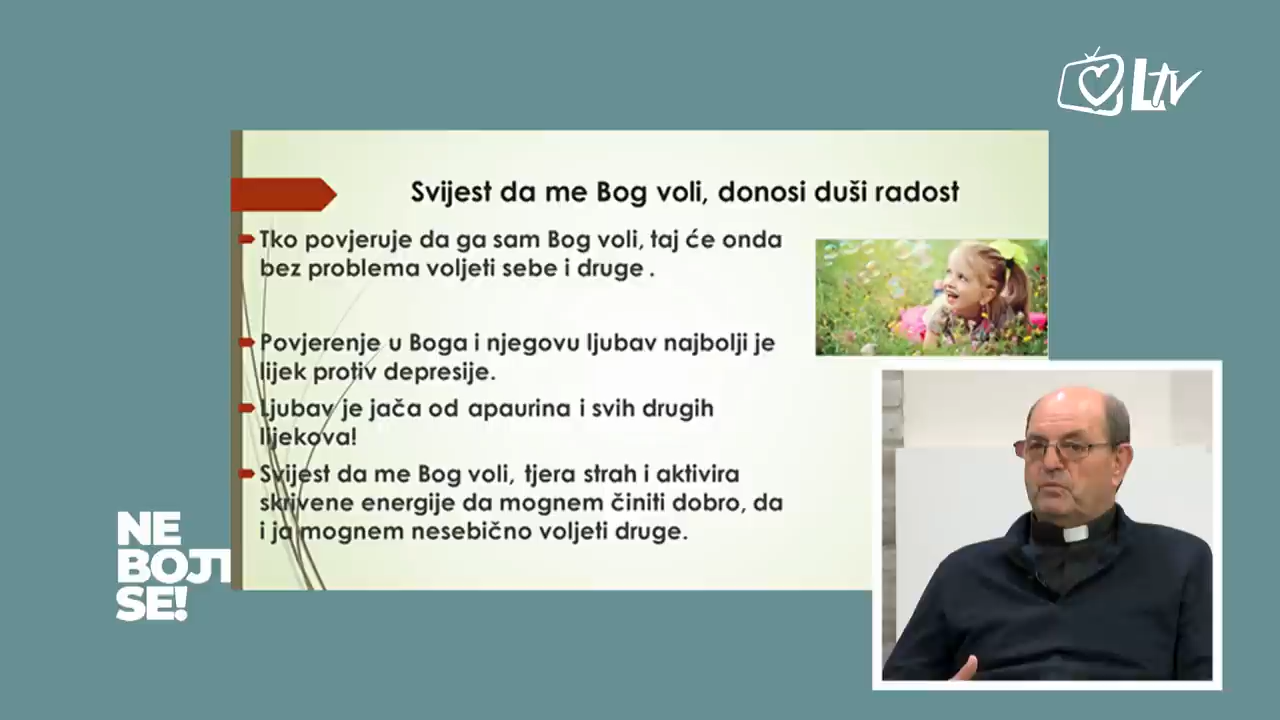 LTV
Svijest da me Bog voli, donosi duši radost
Tko povjeruje da ga sam Bog voli, taj će onda
bez problema voljeti sebe i druge .
Povjerenje u Boga i njegovu ljubav najbolji je
lijek protiv depresije.
Ljubav je jača od apaurina i svih drugih
lijekova!
Svijest da me Bog voli, tjera strah i aktivira
skrivene energije da mognem činiti dobro, da
i ja mognem nesebično voljeti druge.
NE
BOJT
SE!